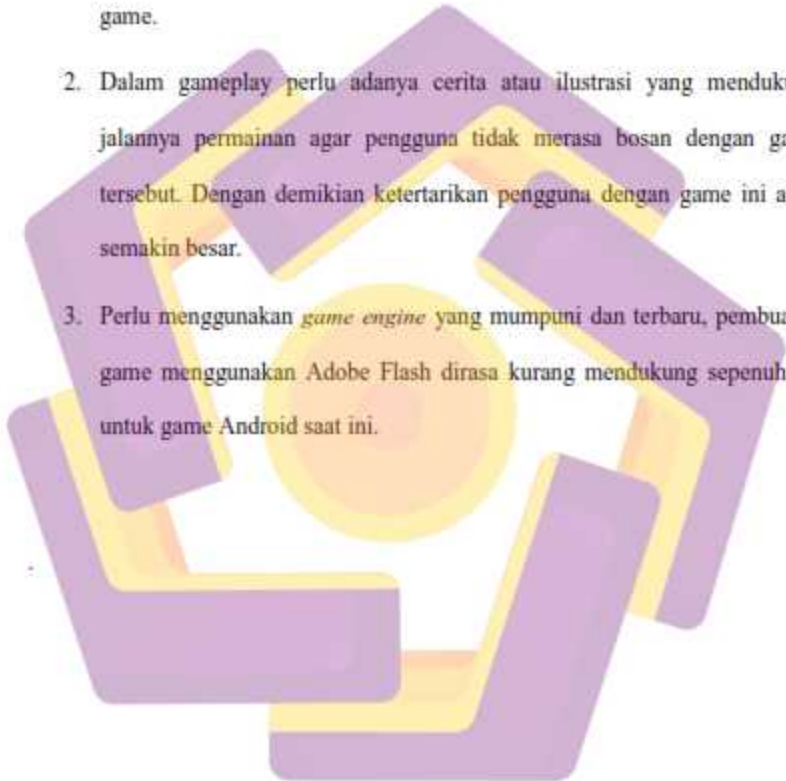 game.
2. Dalam gameplay perlu adanya cerita atau ilustrasi yang menduku
jalannya permainan agar pengguna tidak merasa bosan dengan ga
tersebut. Dengan demikian ketertarikan pengguna dengan game ini a
semakin besar.
3. Perlu menggunakan game engine yang mumpuni dan terbaru, pembua
game menggunakan Adobe Flash dirasa kurang mendukung sepenuh
untuk game Android saat ini.